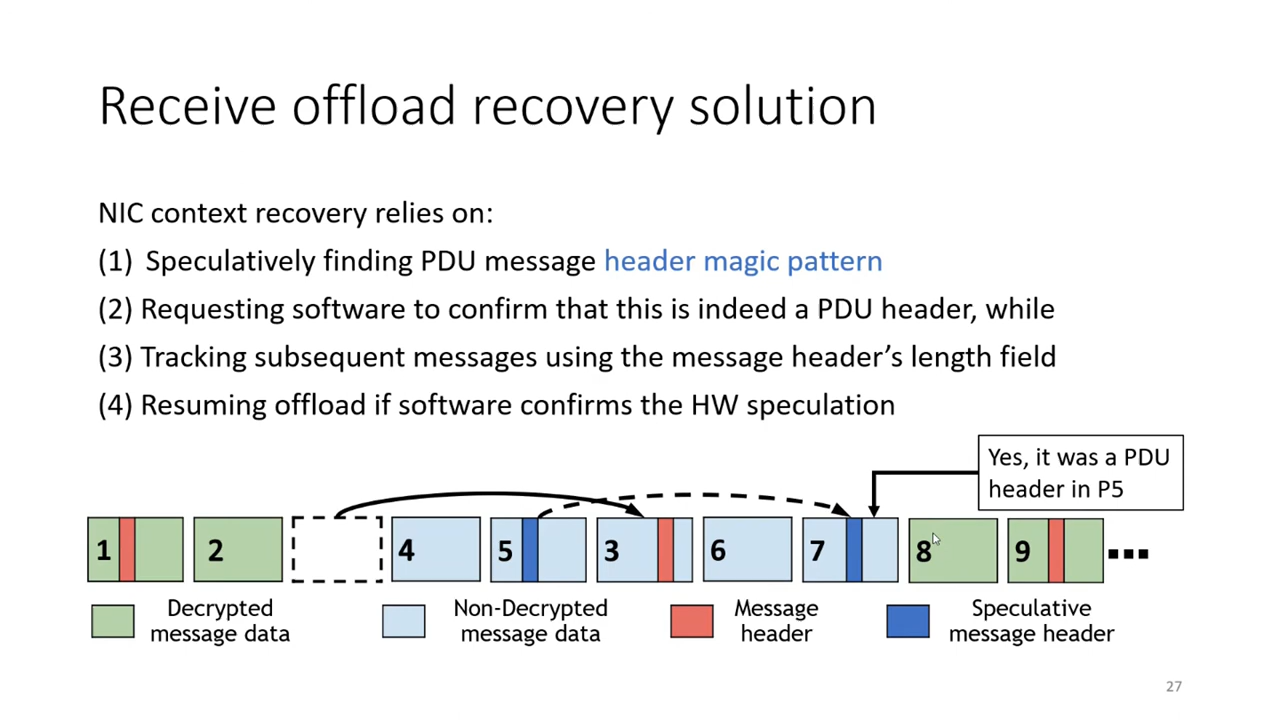 Receive offload recovery solution
NIC context recovery relies on:
(1) Speculatively finding PDU message header magic pattern
(2) Requesting software to confirm that this is indeed a PDU header, while
(3) Tracking subsequent messages using the message header's length field
(4) Resuming offload if software confirms the HW speculation
Yes, it was a PDU
header in P5
1 2 4 5 3 6 7 8 9
Decrypted
message data
Non-Decrypted
message data
Message
header
Speculative
message header
27